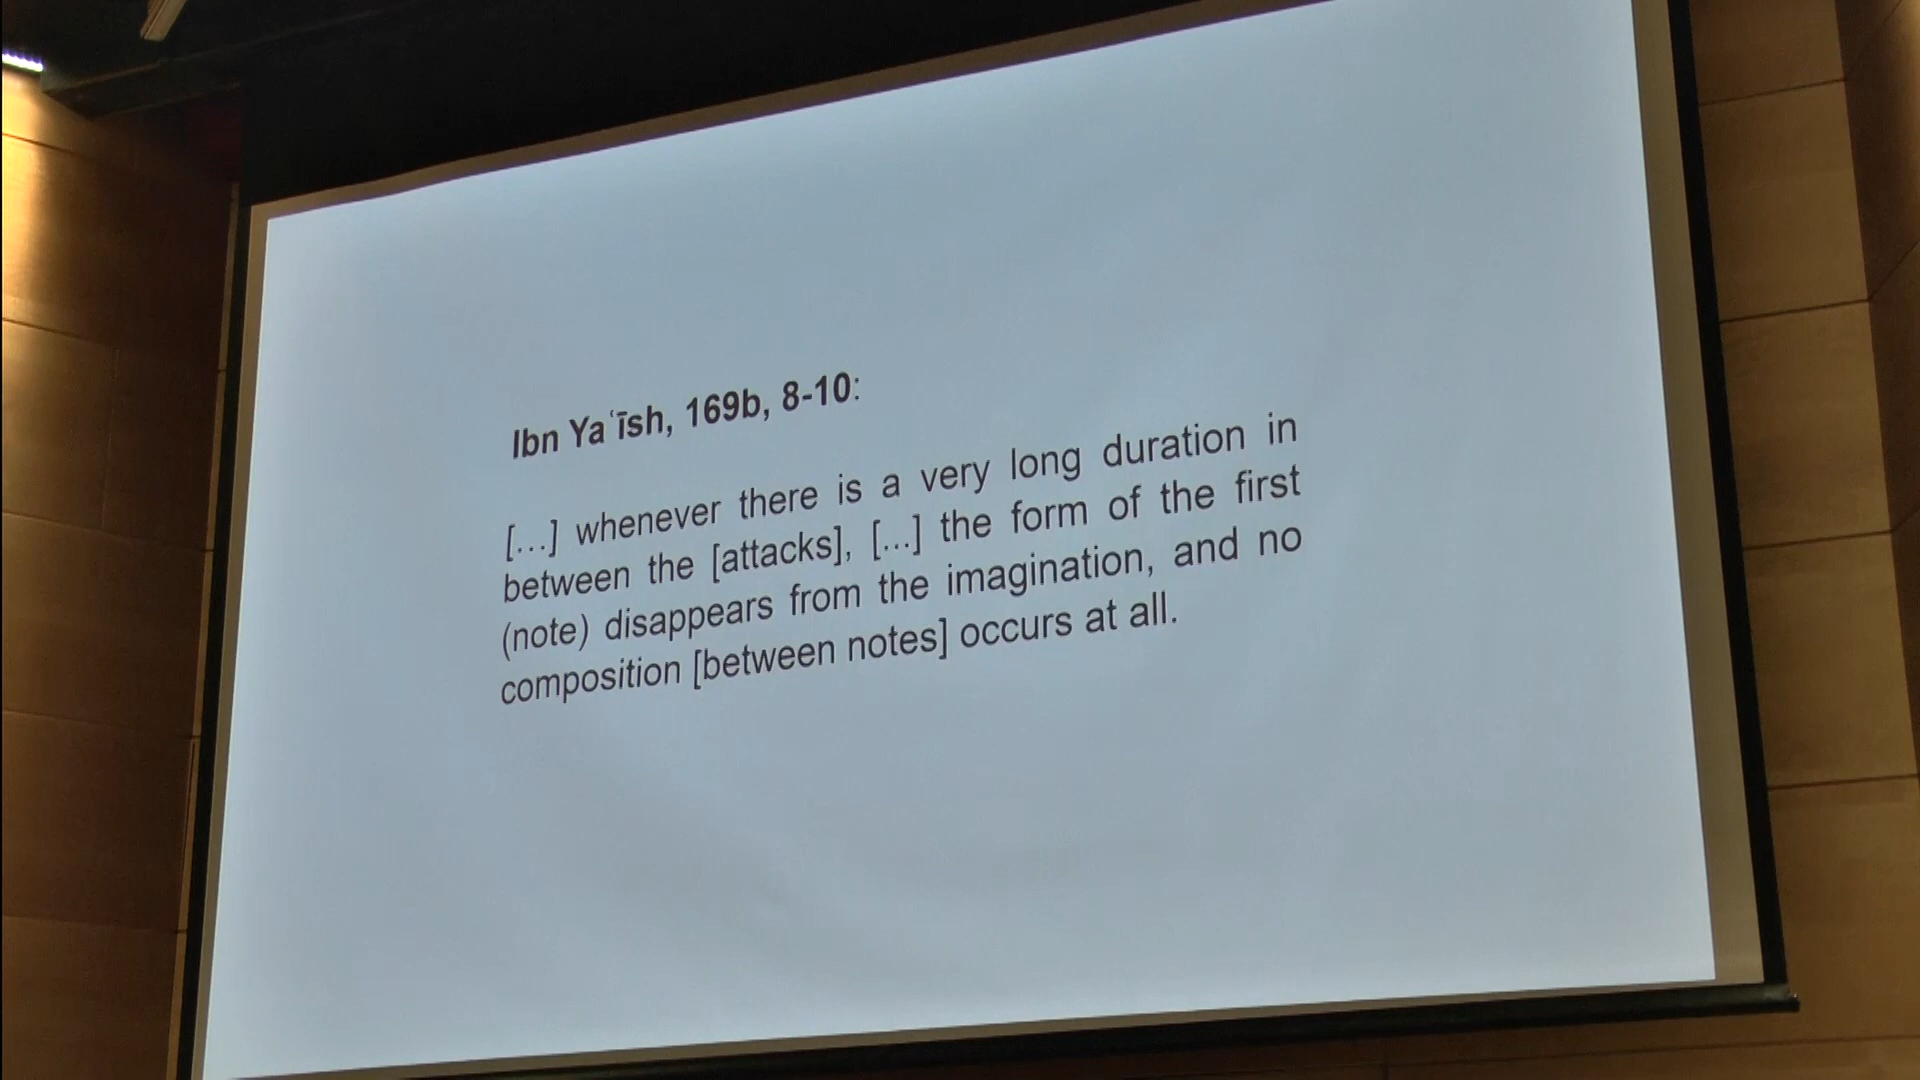 Ibn Yaʿīsh, 169b, 8-10:
[...] whenever there is a very long duration in
between the [attacks], [...] the form of the first
(note) disappears from the imagination, and no
composition [between notes] occurs at all.